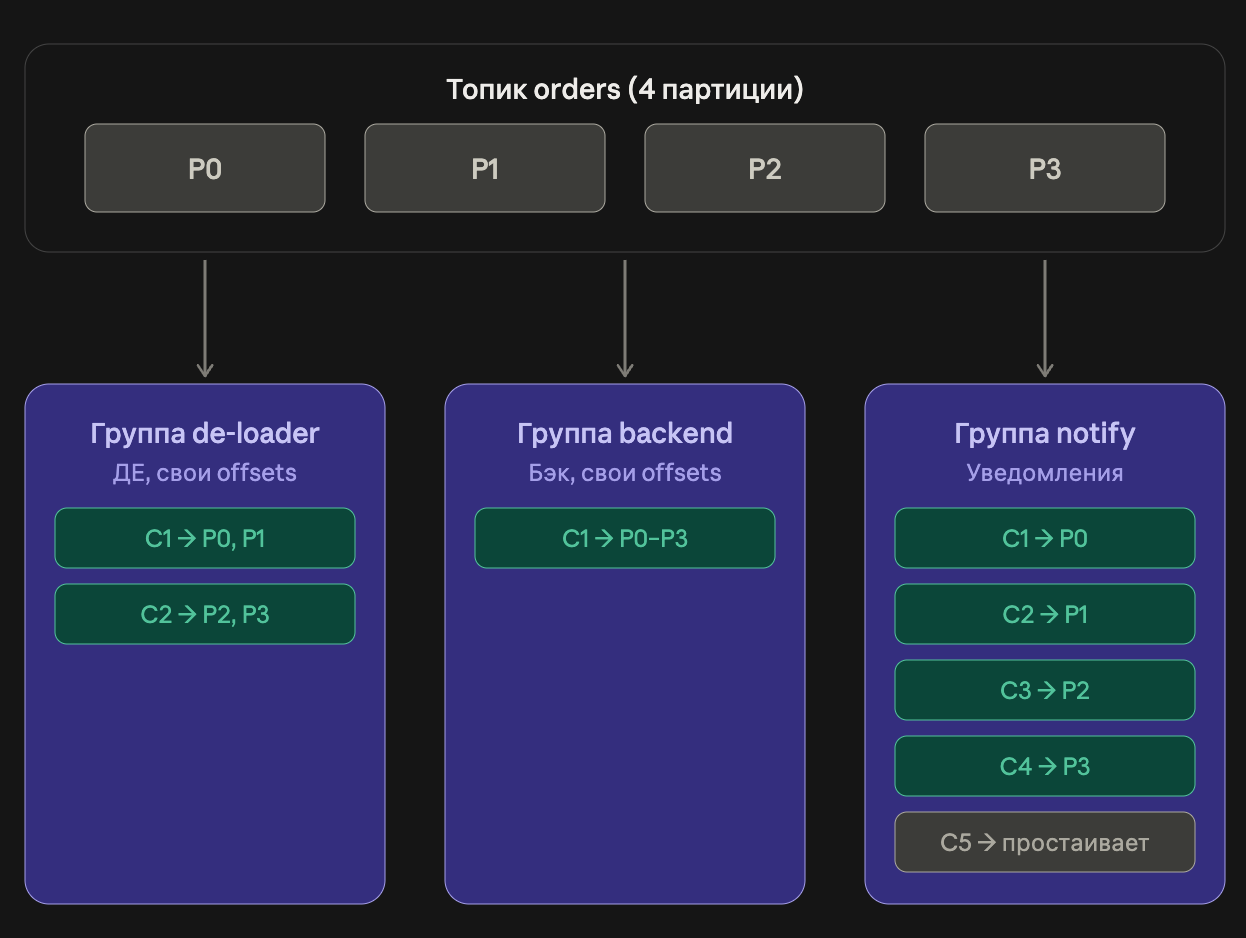 Топик orders (4 партиции)
P0
P1
P2
P3
Группа de-loader
ДЕ, свои offsets
C1 → P0, P1
C2 → P2, P3
Группа backend
Бэк, свои offsets
C1 → P0–P3
Группа notify
Уведомления
C1 → P0
C2 → P1
C3 → P2
C4 → P3
C5 → простаивает